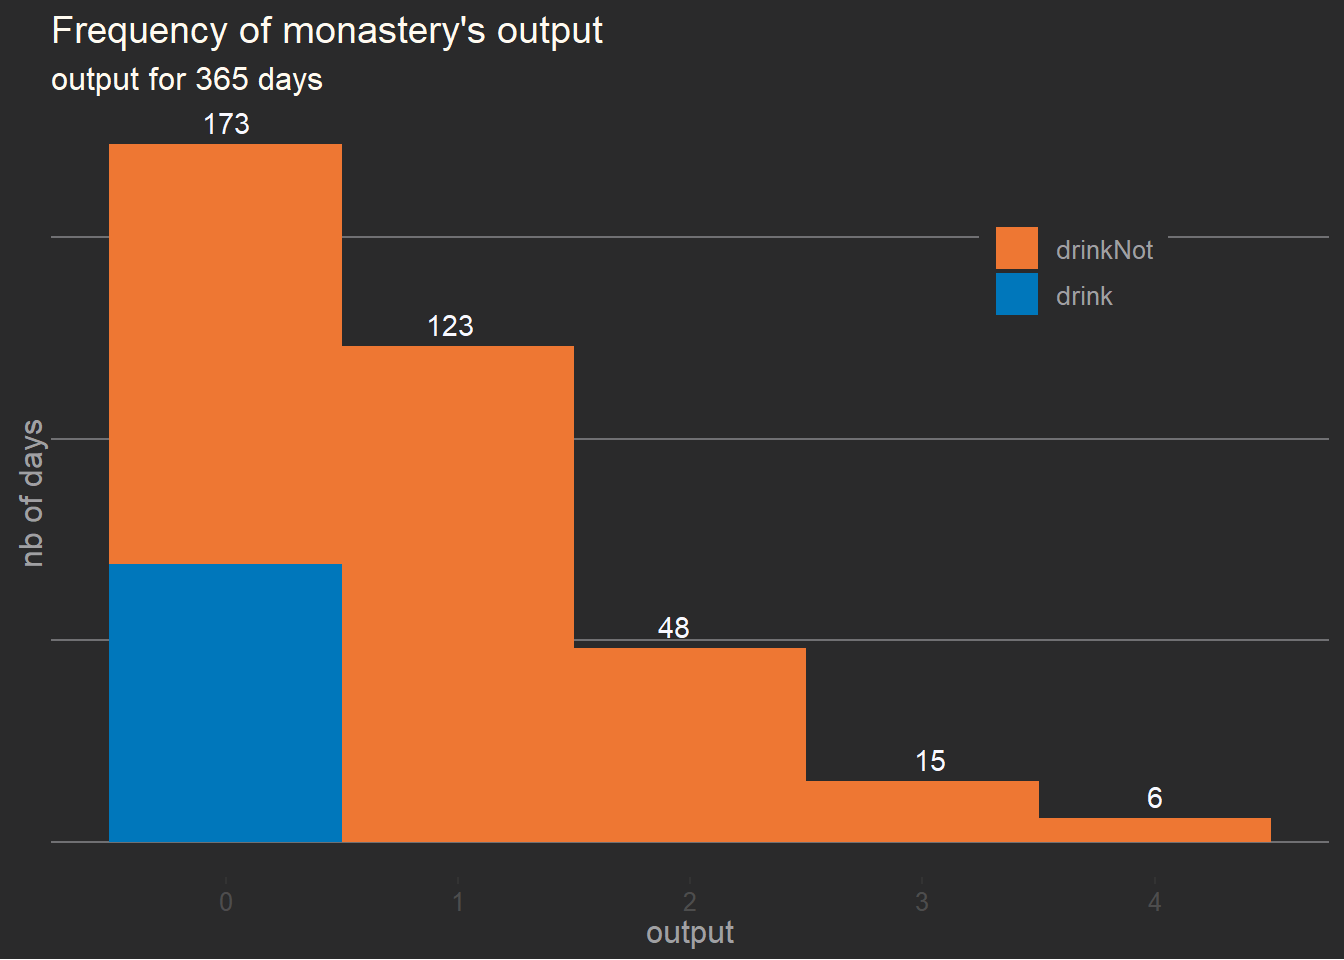 Frequency of monastery's output
output for 365 days
173
123
48
15
6
drinkNot
drink
nb of days
0
1
2
3
4
output